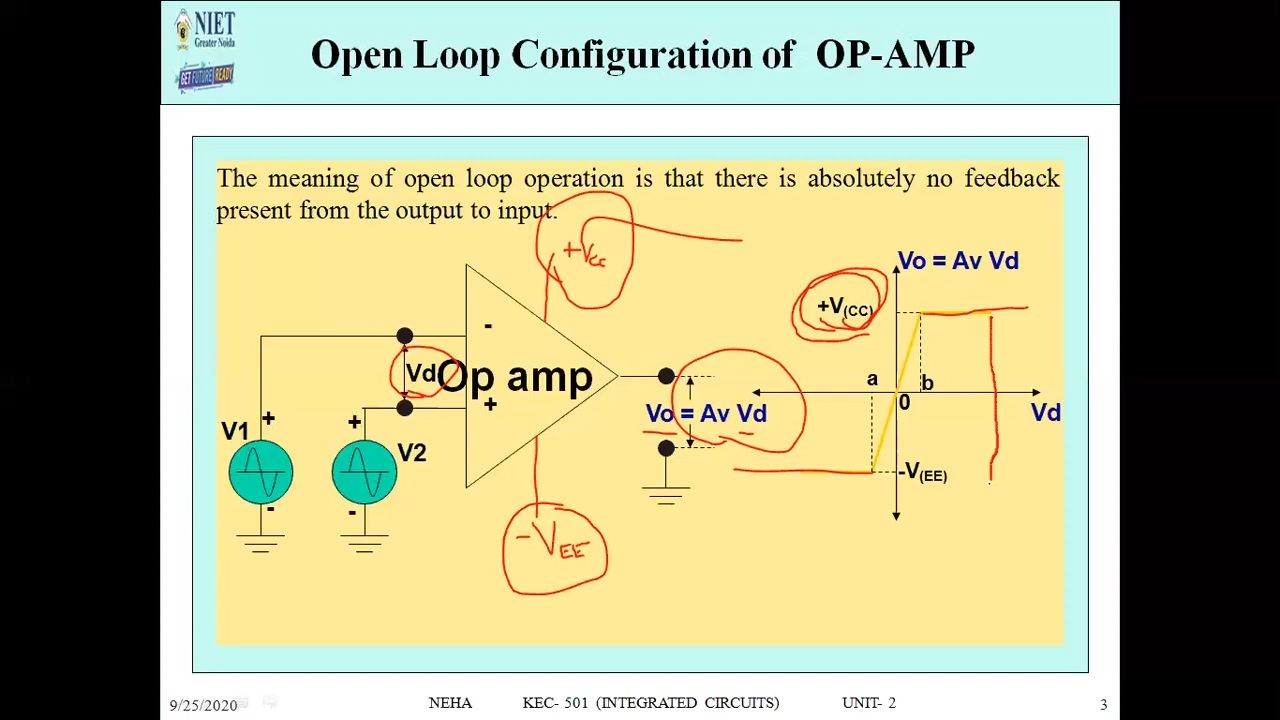 NIET
Greater Noida
GET FUTURE READY
Open Loop Configuration of OP-AMP
The meaning of open loop operation is that there is absolutely no feedback
present from the output to input.
+Vcc
Vo = Av Vd
+V(CC)
-
Vd
Op amp
a
b
+
0
Vo = Av Vd
Vd
V1
+
+
V2
-V(EE)
-
-
-VEE
9/25/2020
NEHA
KEC- 501 (INTEGRATED CIRCUITS)
UNIT- 2
3